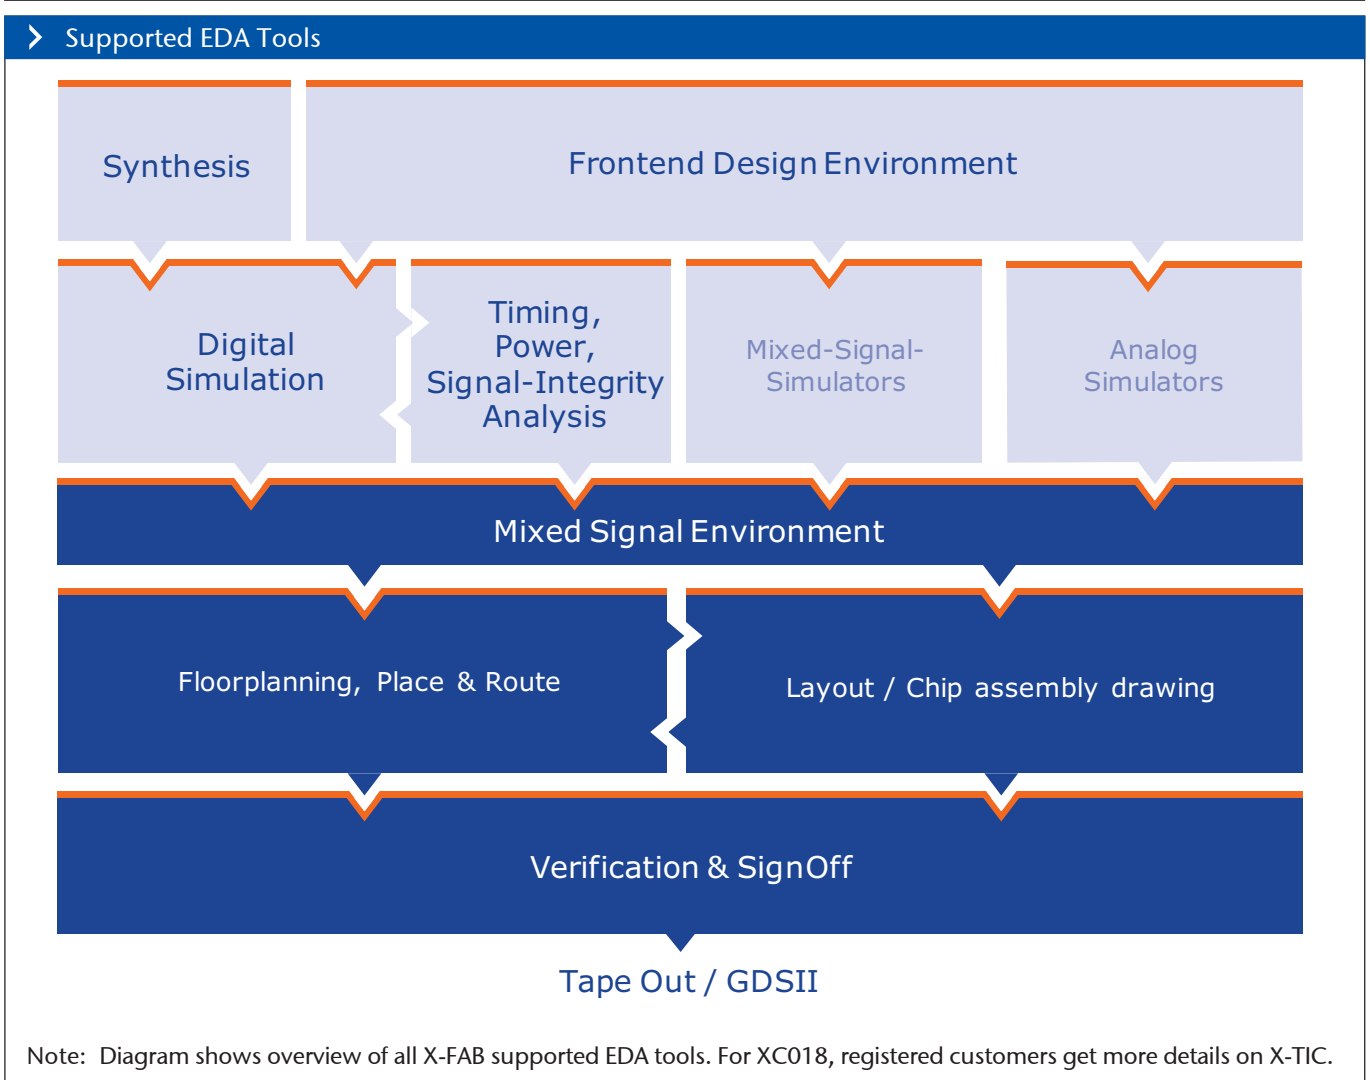 Supported EDA Tools
Synthesis
Frontend Design Environment
Digital
Simulation
Timing,
Power,
Signal-Integrity
Analysis
Mixed-Signal-
Simulators
Analog
Simulators
Mixed Signal Environment
Floorplanning, Place & Route
Layout / Chip assembly drawing
Verification & SignOff
Tape Out / GDSII
Note: Diagram shows overview of all X-FAB supported EDA tools. For XC018, registered customers get more details on X-TIC.